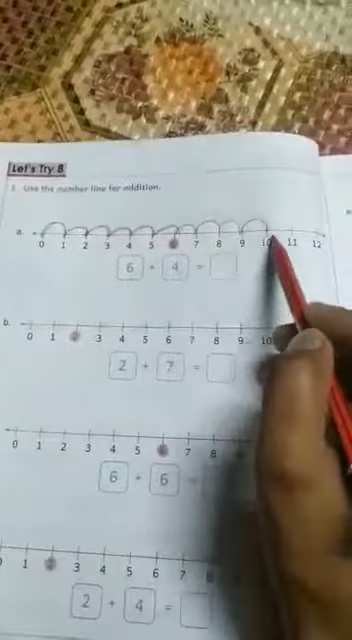 Let's Try 8
1. Use the number line for addition.
a. 0 1 2 3 4 5 6 7 8 9 10 11 12
6 + 4 =
b. 0 1 2 3 4 5 6 7 8 9 10
2 + 7 =
0 1 2 3 4 5 6 7 8
6 + 6 =
0 1 2 3 4 5 6 7 8
2 + 4 =